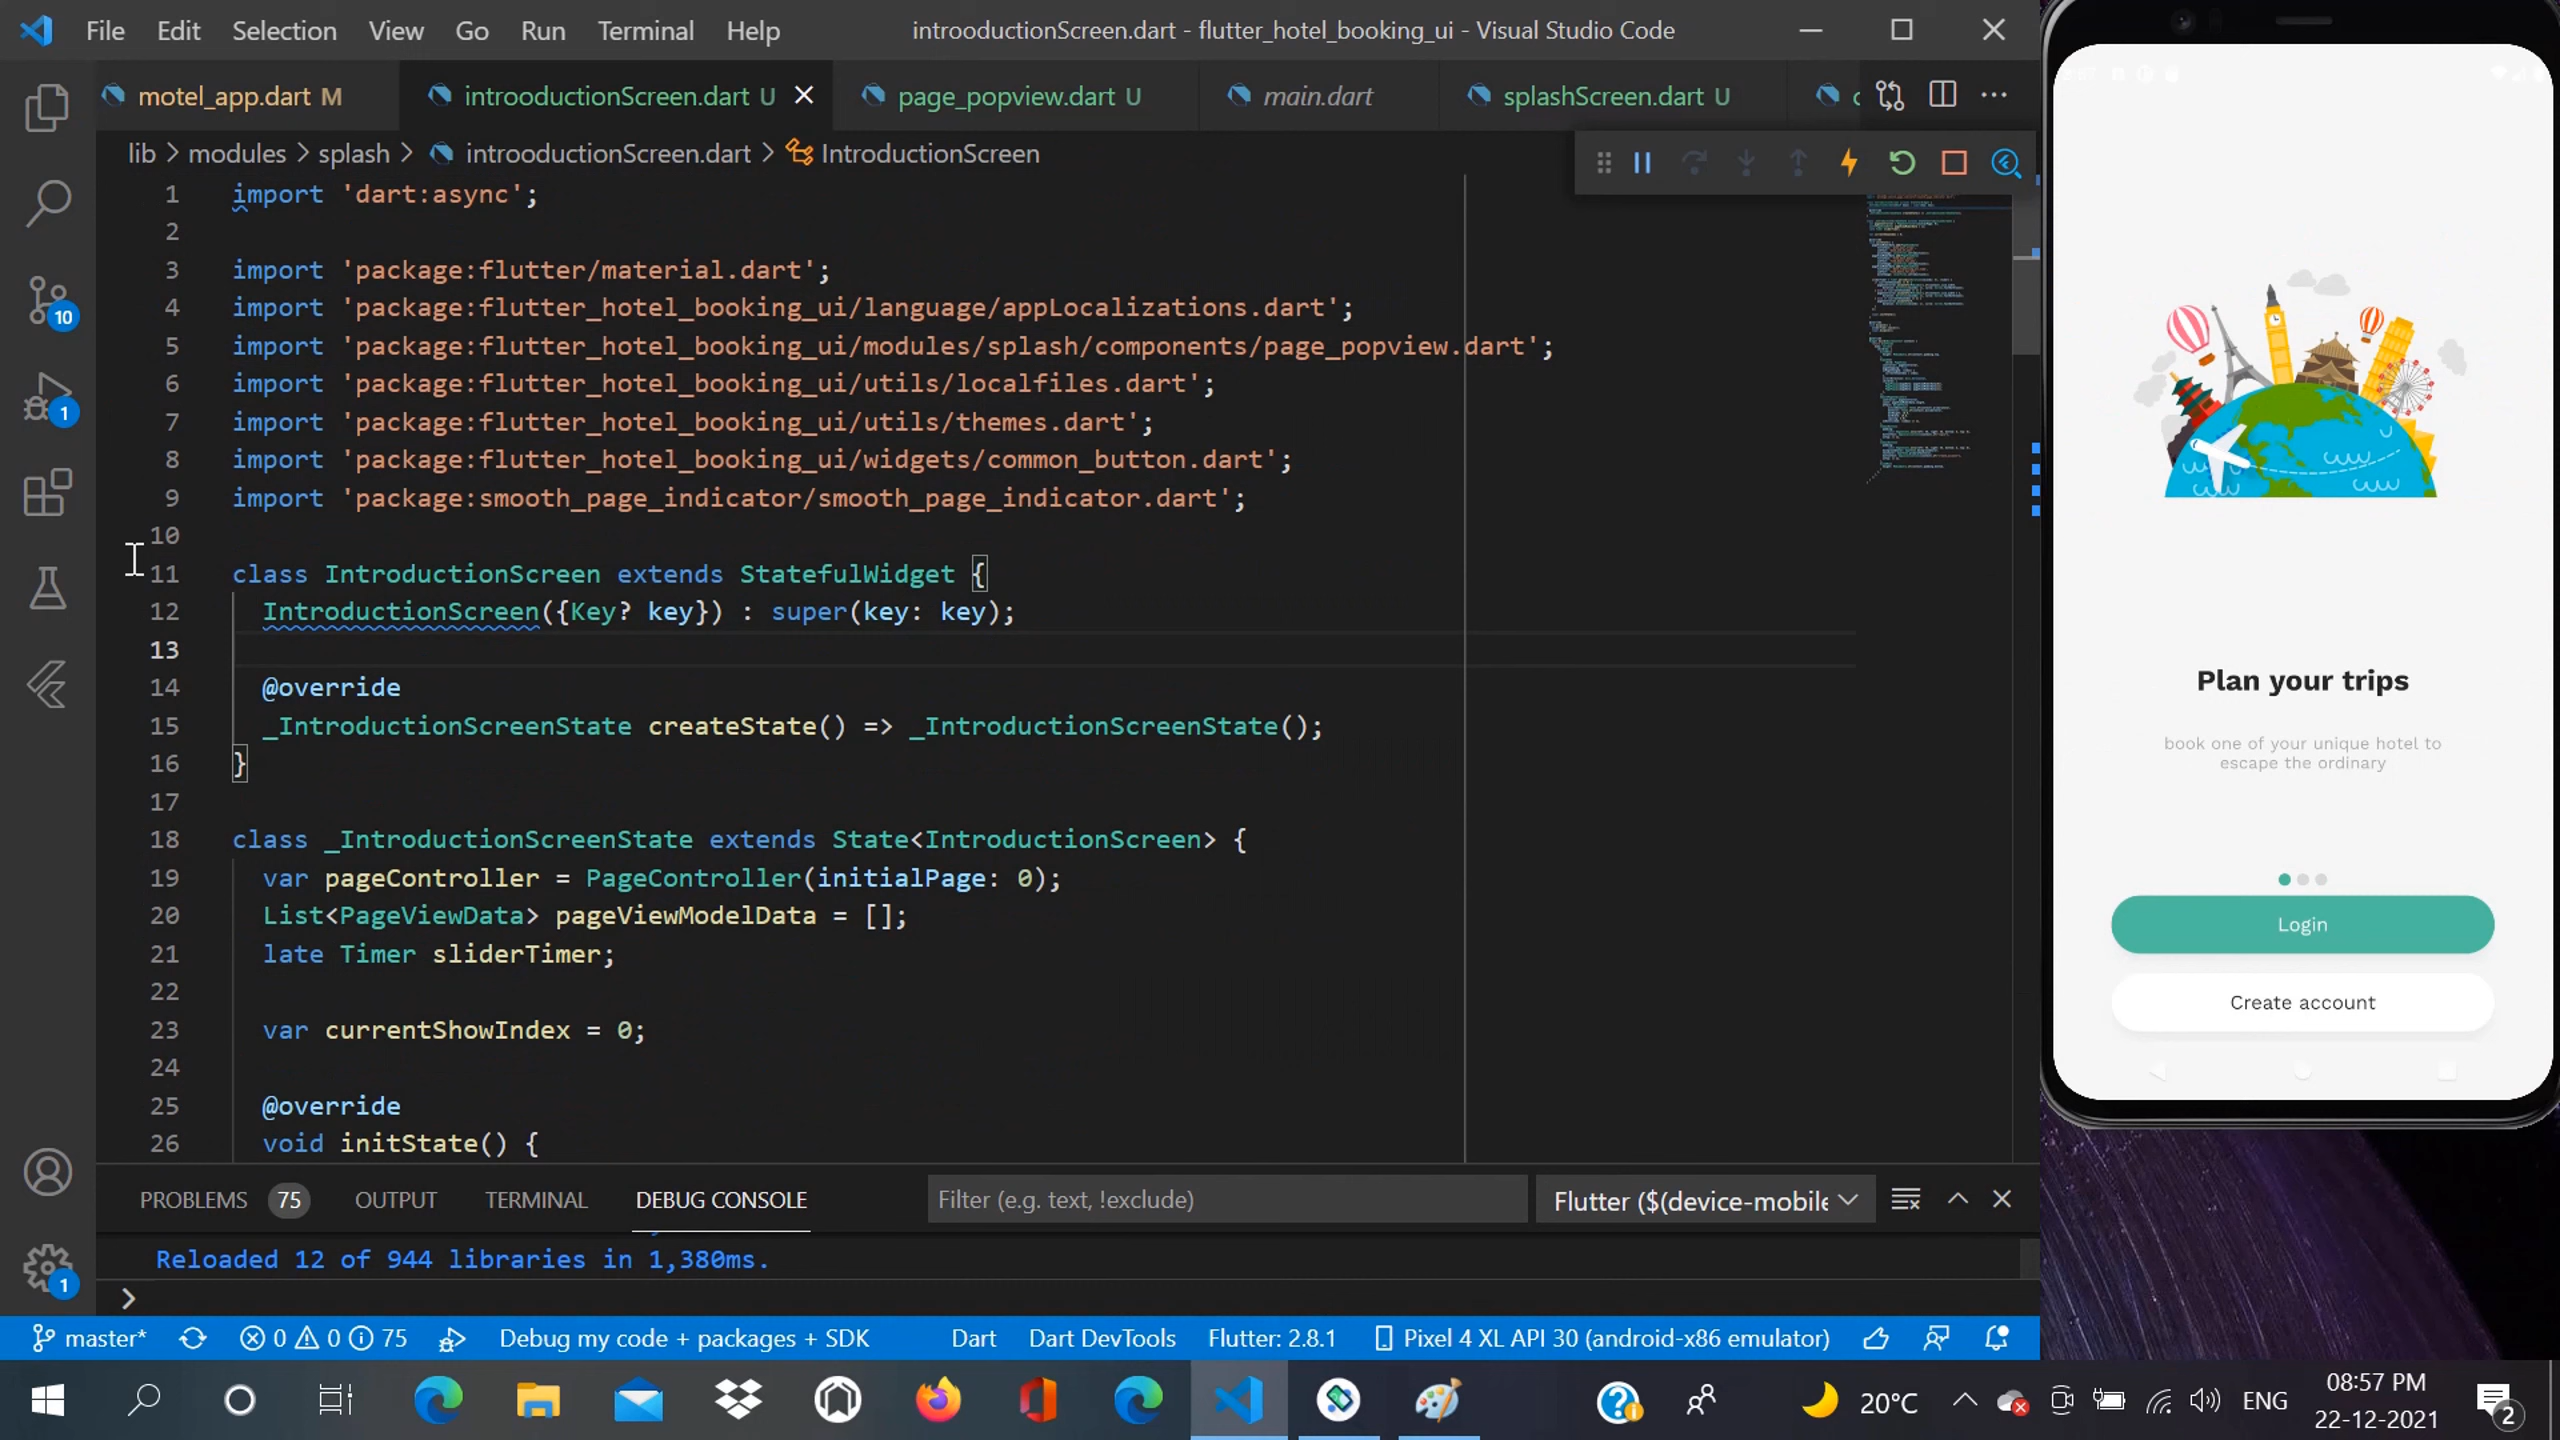 File Edit Selection View Go Run Terminal Help introoductionScreen.dart - flutter_hotel_booking_ui - Visual Studio Code
motel_app.dart M introoductionScreen.dart U page_popview.dart U main.dart splashScreen.dart U
lib > modules > splash > introoductionScreen.dart > IntroductionScreen
1 import 'dart:async';
2
3 import 'package:flutter/material.dart';
4 import 'package:flutter_hotel_booking_ui/language/appLocalizations.dart';
5 import 'package:flutter_hotel_booking_ui/modules/splash/components/page_popview.dart';
6 import 'package:flutter_hotel_booking_ui/utils/localfiles.dart';
7 import 'package:flutter_hotel_booking_ui/utils/themes.dart';
8 import 'package:flutter_hotel_booking_ui/widgets/common_button.dart';
9 import 'package:smooth_page_indicator/smooth_page_indicator.dart';
10
11 class IntroductionScreen extends StatefulWidget {
12 IntroductionScreen({Key? key}) : super(key: key);
13
14 @override
15 _IntroductionScreenState createState() => _IntroductionScreenState();
16 }
17
18 class _IntroductionScreenState extends State<IntroductionScreen> {
19 var pageController = PageController(initialPage: 0);
20 List<PageViewData> pageViewModelData = [];
21 late Timer sliderTimer;
22
23 var currentShowIndex = 0;
24
25 @override
26 void initState() {
10
1
1
PROBLEMS 75 OUTPUT TERMINAL DEBUG CONSOLE Filter (e.g. text, !exclude) Flutter ($(device-mobile
Reloaded 12 of 944 libraries in 1,380ms.
>
master* 0 0 75 Debug my code + packages + SDK Dart Dart DevTools Flutter: 2.8.1 Pixel 4 XL API 30 (android-x86 emulator)
Plan your trips
book one of your unique hotel to
escape the ordinary
Login
Create account
20°C ENG 08:57 PM
22-12-2021
2